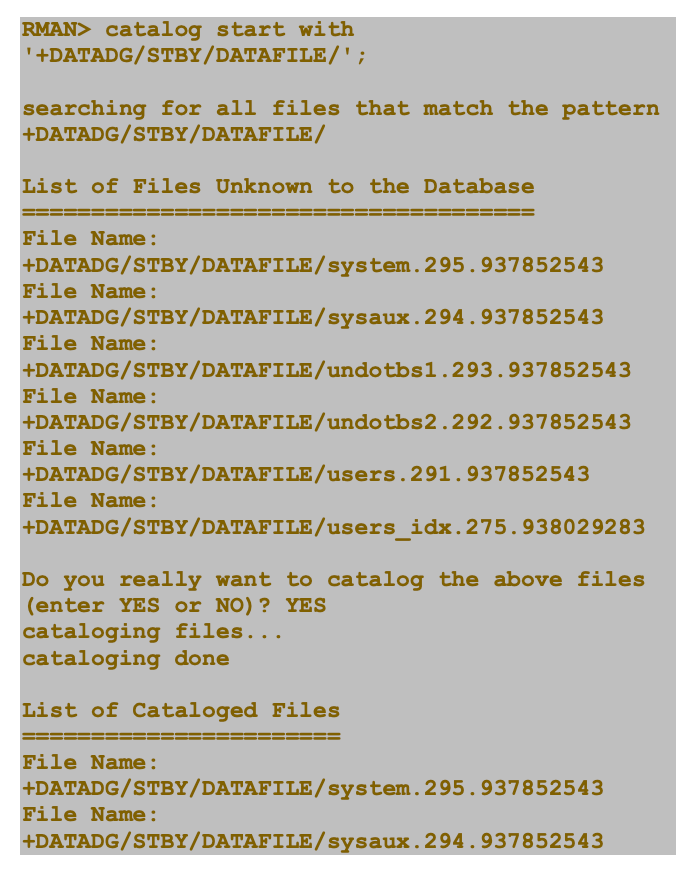 RMAN> catalog start with
'+DATADG/STBY/DATAFILE/';
searching for all files that match the pattern
+DATADG/STBY/DATAFILE/
List of Files Unknown to the Database
=====================================
File Name:
+DATADG/STBY/DATAFILE/system.295.937852543
File Name:
+DATADG/STBY/DATAFILE/sysaux.294.937852543
File Name:
+DATADG/STBY/DATAFILE/undotbs1.293.937852543
File Name:
+DATADG/STBY/DATAFILE/undotbs2.292.937852543
File Name:
+DATADG/STBY/DATAFILE/users.291.937852543
File Name:
+DATADG/STBY/DATAFILE/users_idx.275.938029283
Do you really want to catalog the above files
(enter YES or NO)? YES
cataloging files...
cataloging done
List of Cataloged Files
=======================
File Name:
+DATADG/STBY/DATAFILE/system.295.937852543
File Name:
+DATADG/STBY/DATAFILE/sysaux.294.937852543